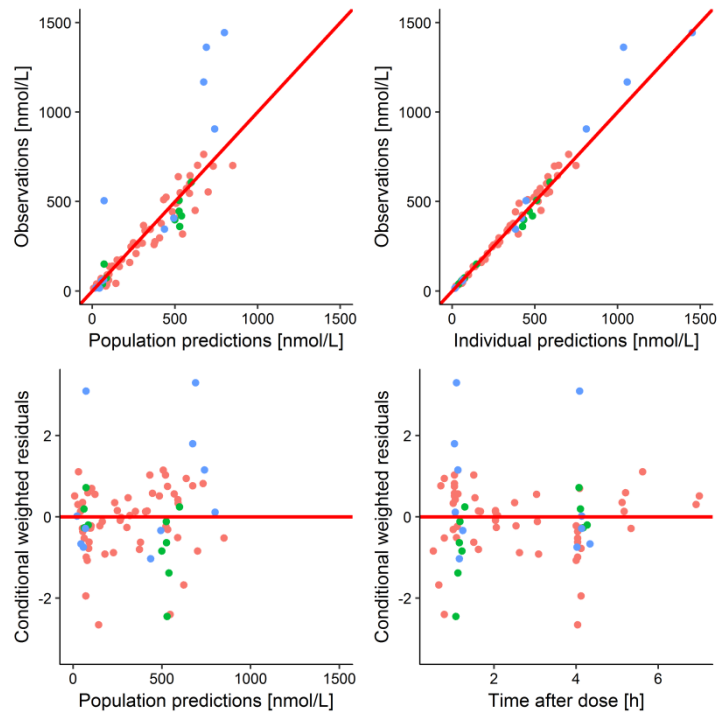 Observations [nmol/L]
1500
1000
500
0
0 500 1000 1500
Population predictions [nmol/L]
Observations [nmol/L]
1500
1000
500
0
0 500 1000 1500
Individual predictions [nmol/L]
Conditional weighted residuals
2
0
-2
0 500 1000 1500
Population predictions [nmol/L]
Conditional weighted residuals
2
0
-2
2 4 6
Time after dose [h]